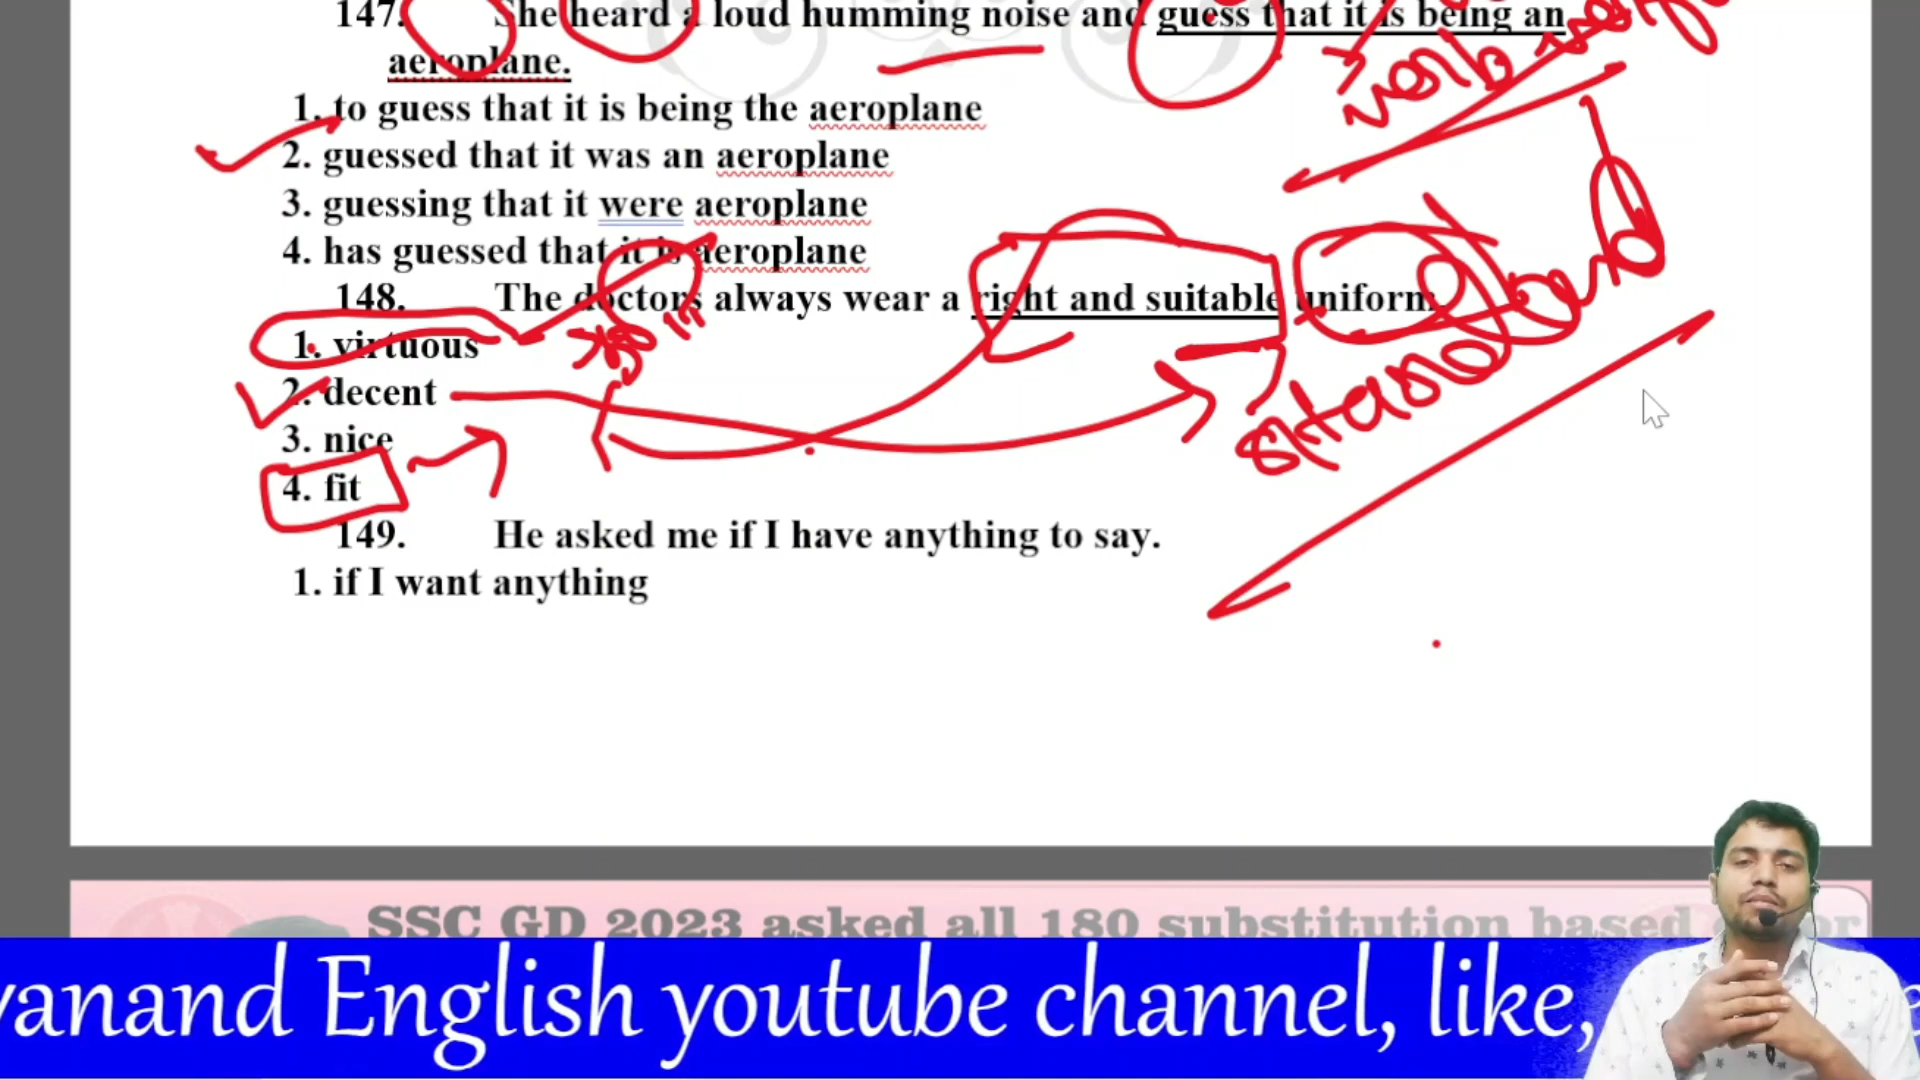 147. She heard a loud humming noise and guess that it is being an
aeroplane.
1. to guess that it is being the aeroplane
2. guessed that it was an aeroplane
3. guessing that it were aeroplane
4. has guessed that it is aeroplane
148. The doctors always wear a right and suitable uniform.
1. virtuous
2. decent
3. nice
4. fit
149. He asked me if I have anything to say.
1. if I want anything
verb
SSC GD 2023 asked all 180 substitution based
yanand English youtube channel, like,